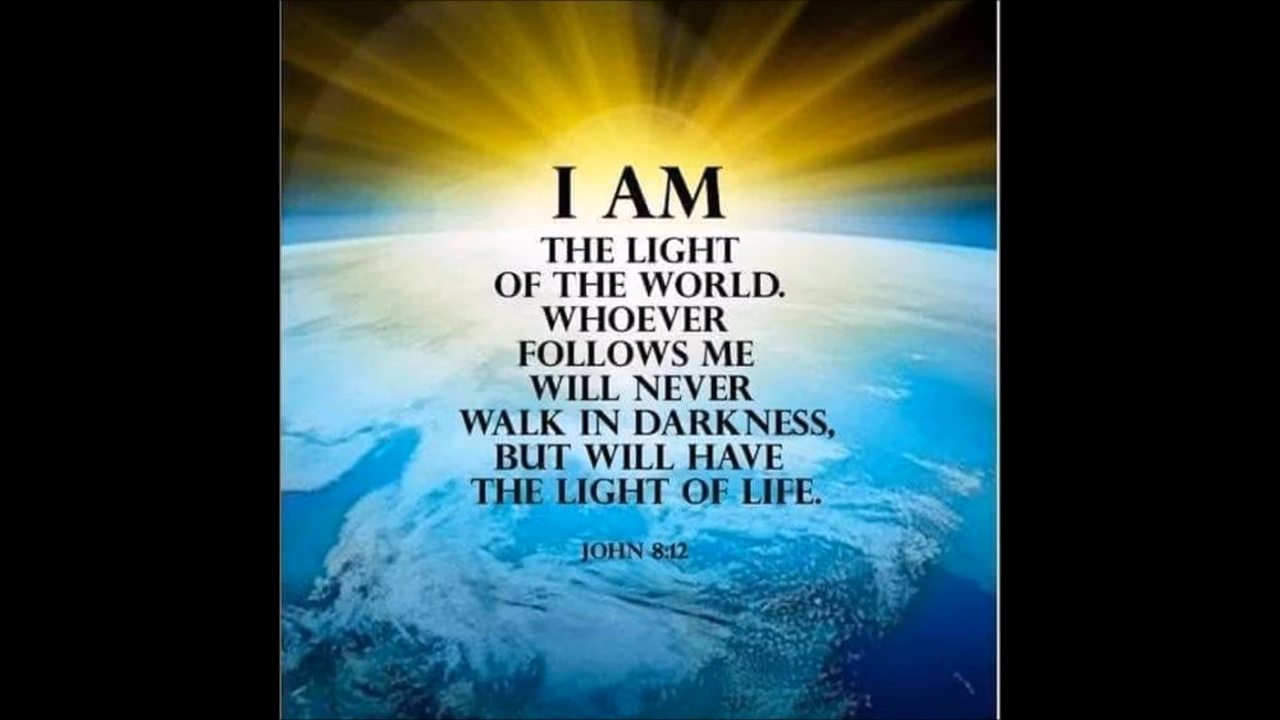 I AM
THE LIGHT
OF THE WORLD.
WHOEVER
FOLLOWS ME
WILL NEVER
WALK IN DARKNESS,
BUT WILL HAVE
THE LIGHT OF LIFE.
JOHN 8:12